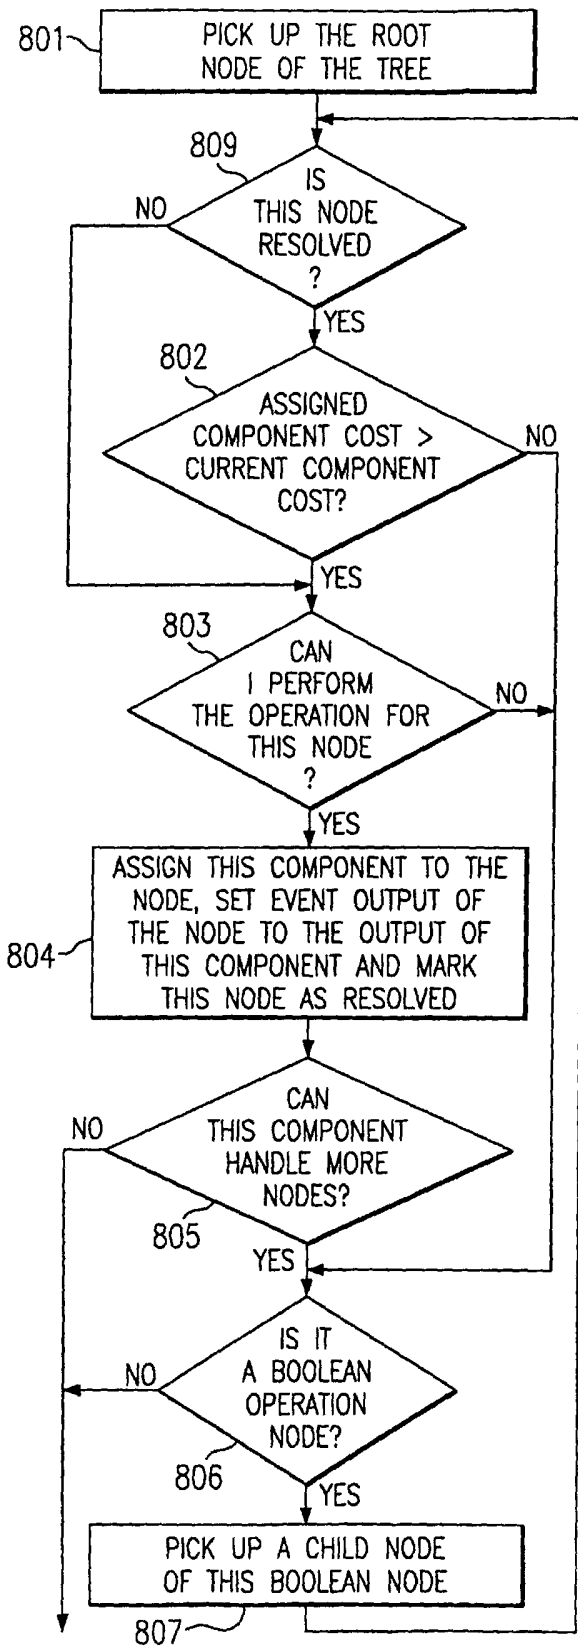 801
PICK UP THE ROOT
NODE OF THE TREE
809
IS
THIS NODE
RESOLVED
?
NO
YES
802
ASSIGNED
COMPONENT COST >
CURRENT COMPONENT
COST?
NO
YES
803
CAN
I PERFORM
THE OPERATION FOR
THIS NODE
?
NO
YES
804
ASSIGN THIS COMPONENT TO THE
NODE, SET EVENT OUTPUT OF
THE NODE TO THE OUTPUT OF
THIS COMPONENT AND MARK
THIS NODE AS RESOLVED
CAN
THIS COMPONENT
HANDLE MORE
NODES?
NO
805
YES
IS IT
A BOOLEAN
OPERATION
NODE?
NO
806
YES
PICK UP A CHILD NODE
OF THIS BOOLEAN NODE
807